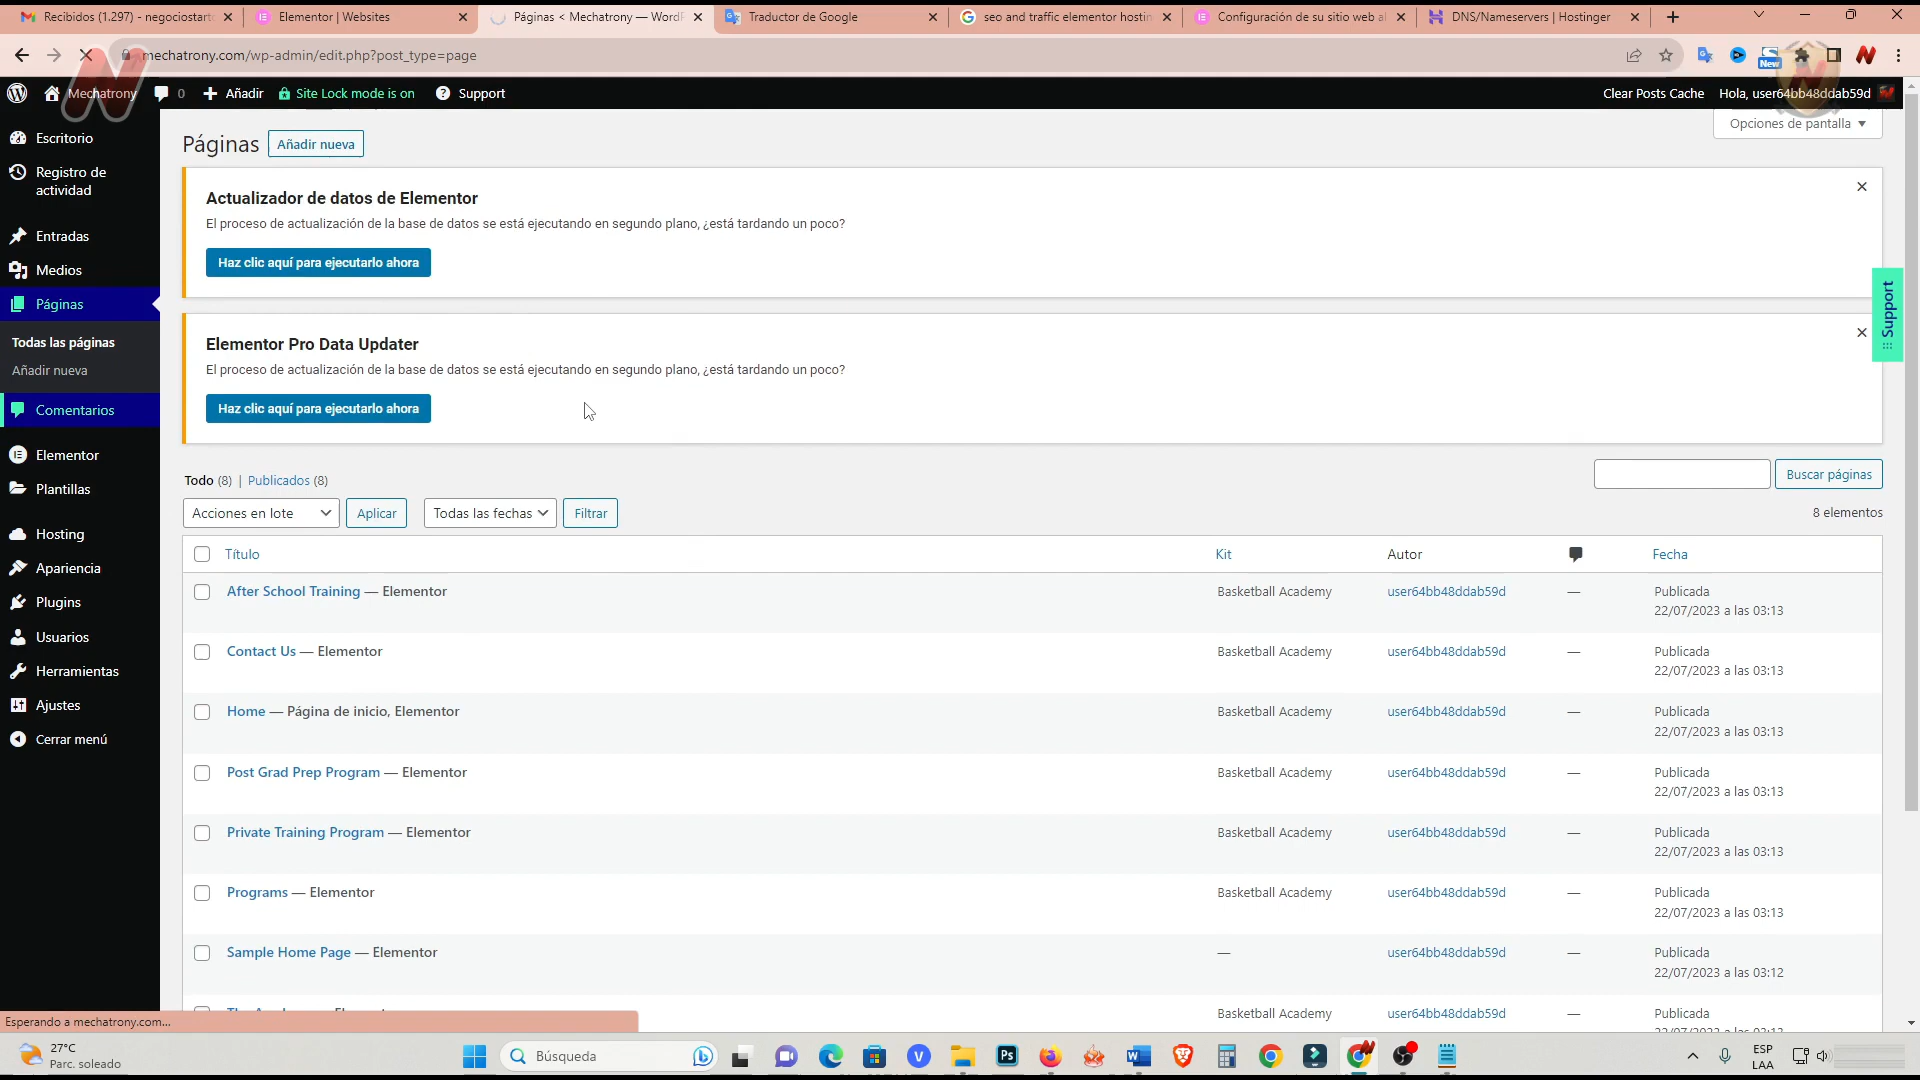 Recibidos (1.297) - negociostart
Elementor | Websites
Páginas < Mechatrony — WordPr
Traductor de Google
seo and traffic elementor hostin
Configuración de su sitio web al
DNS/Nameservers | Hostinger
mechatrony.com/wp-admin/edit.php?post_type=page
New
Mechatrony
0
Añadir
Site Lock mode is on
Support
Clear Posts Cache
Hola, user64bb48ddab59d
Opciones de pantalla
Escritorio
Registro de
actividad
Entradas
Medios
Páginas
Todas las páginas
Añadir nueva
Comentarios
Elementor
Plantillas
Hosting
Apariencia
Plugins
Usuarios
Herramientas
Ajustes
Cerrar menú
Páginas
Añadir nueva
Actualizador de datos de Elementor
El proceso de actualización de la base de datos se está ejecutando en segundo plano, ¿está tardando un poco?
Haz clic aquí para ejecutarlo ahora
Elementor Pro Data Updater
El proceso de actualización de la base de datos se está ejecutando en segundo plano, ¿está tardando un poco?
Haz clic aquí para ejecutarlo ahora
Support
Todo (8) | Publicados (8)
Buscar páginas
Acciones en lote
Aplicar
Todas las fechas
Filtrar
8 elementos
Título
Kit
Autor
Fecha
After School Training — Elementor
Basketball Academy
user64bb48ddab59d
—
Publicada
22/07/2023 a las 03:13
Contact Us — Elementor
Basketball Academy
user64bb48ddab59d
—
Publicada
22/07/2023 a las 03:13
Home — Página de inicio, Elementor
Basketball Academy
user64bb48ddab59d
—
Publicada
22/07/2023 a las 03:13
Post Grad Prep Program — Elementor
Basketball Academy
user64bb48ddab59d
—
Publicada
22/07/2023 a las 03:13
Private Training Program — Elementor
Basketball Academy
user64bb48ddab59d
—
Publicada
22/07/2023 a las 03:13
Programs — Elementor
Basketball Academy
user64bb48ddab59d
—
Publicada
22/07/2023 a las 03:13
Sample Home Page — Elementor
—
user64bb48ddab59d
—
Publicada
22/07/2023 a las 03:12
Basketball Academy
user64bb48ddab59d
—
Publicada
Esperando a mechatrony.com...
27°C
Parc. soleado
Búsqueda
ESP
LAA